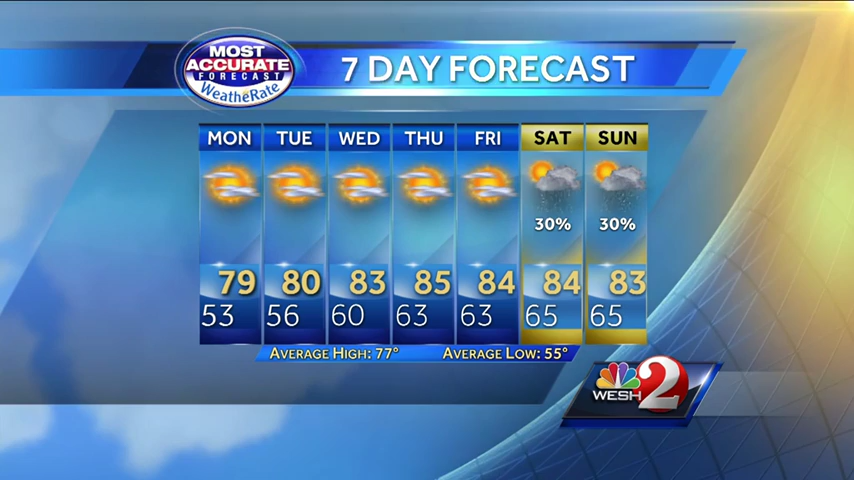 MOST
ACCURATE
FORECAST
WeatheRate
7 DAY FORECAST
MON TUE WED THU FRI SAT SUN
30% 30%
79 80 83 85 84 84 83
53 56 60 63 63 65 65
AVERAGE HIGH: 77° AVERAGE LOW: 55°
WESH 2